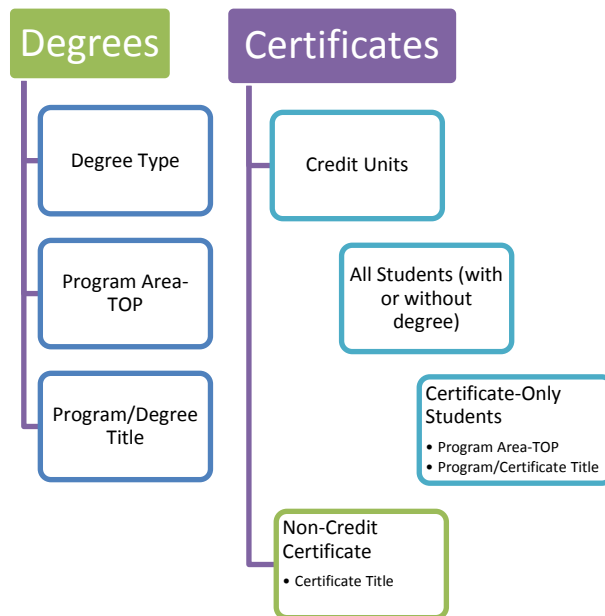 Degrees
Degree Type
Program Area-
TOP
Program/Degree
Title
Certificates
Credit Units
All Students (with
or without
degree)
Certificate-Only
Students
• Program Area-TOP
• Program/Certificate Title
Non-Credit
Certificate
• Certificate Title